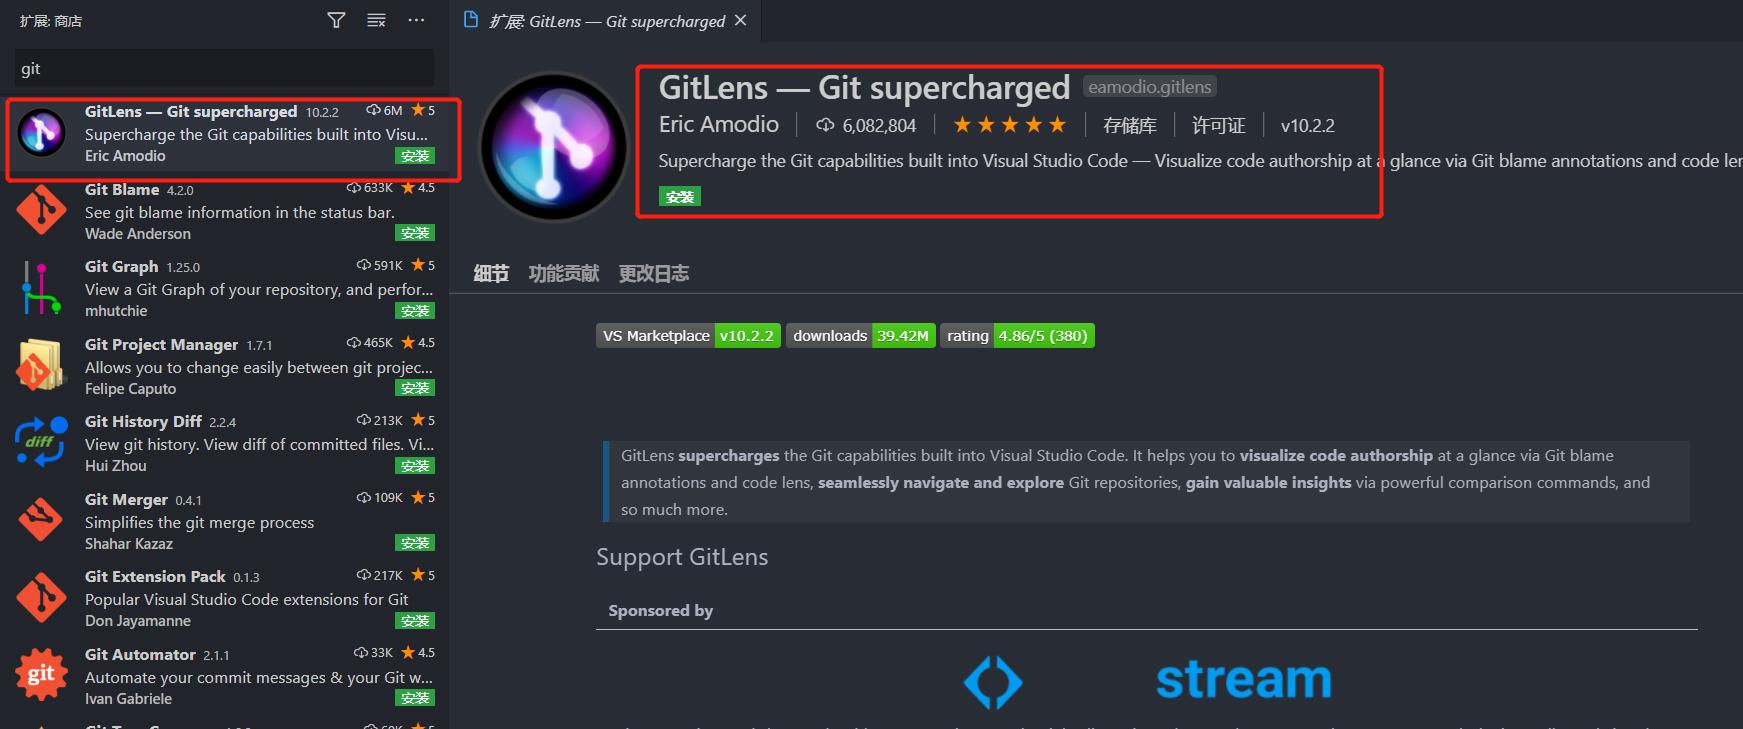 扩展: 商店
git
GitLens — Git supercharged 10.2.2 6M 5
Supercharge the Git capabilities built into Visu...
Eric Amodio 安装
Git Blame 4.2.0 633K 4.5
See git blame information in the status bar.
Wade Anderson 安装
Git Graph 1.25.0 591K 5
View a Git Graph of your repository, and perfor...
mhutchie 安装
Git Project Manager 1.7.1 465K 4.5
Allows you to change easily between git projec...
Felipe Caputo 安装
Git History Diff 2.2.4 213K 5
diff
View git history. View diff of committed files. Vi...
Hui Zhou 安装
Git Merger 0.4.1 109K 5
Simplifies the git merge process
Shahar Kazaz 安装
Git Extension Pack 0.1.3 217K 5
Popular Visual Studio Code extensions for Git
Don Jayamanne 安装
Git Automator 2.1.1 33K 4.5
git
Automate your commit messages & your Git w...
Ivan Gabriele 安装
扩展: GitLens — Git supercharged
GitLens — Git supercharged eamodio.gitlens
Eric Amodio 6,082,804 存储库 许可证 v10.2.2
Supercharge the Git capabilities built into Visual Studio Code — Visualize code authorship at a glance via Git blame annotations and code len
安装
细节 功能贡献 更改日志
VS Marketplace v10.2.2 downloads 39.42M rating 4.86/5 (380)
GitLens supercharges the Git capabilities built into Visual Studio Code. It helps you to visualize code authorship at a glance via Git blame
annotations and code lens, seamlessly navigate and explore Git repositories, gain valuable insights via powerful comparison commands, and
so much more.
Support GitLens
Sponsored by
stream